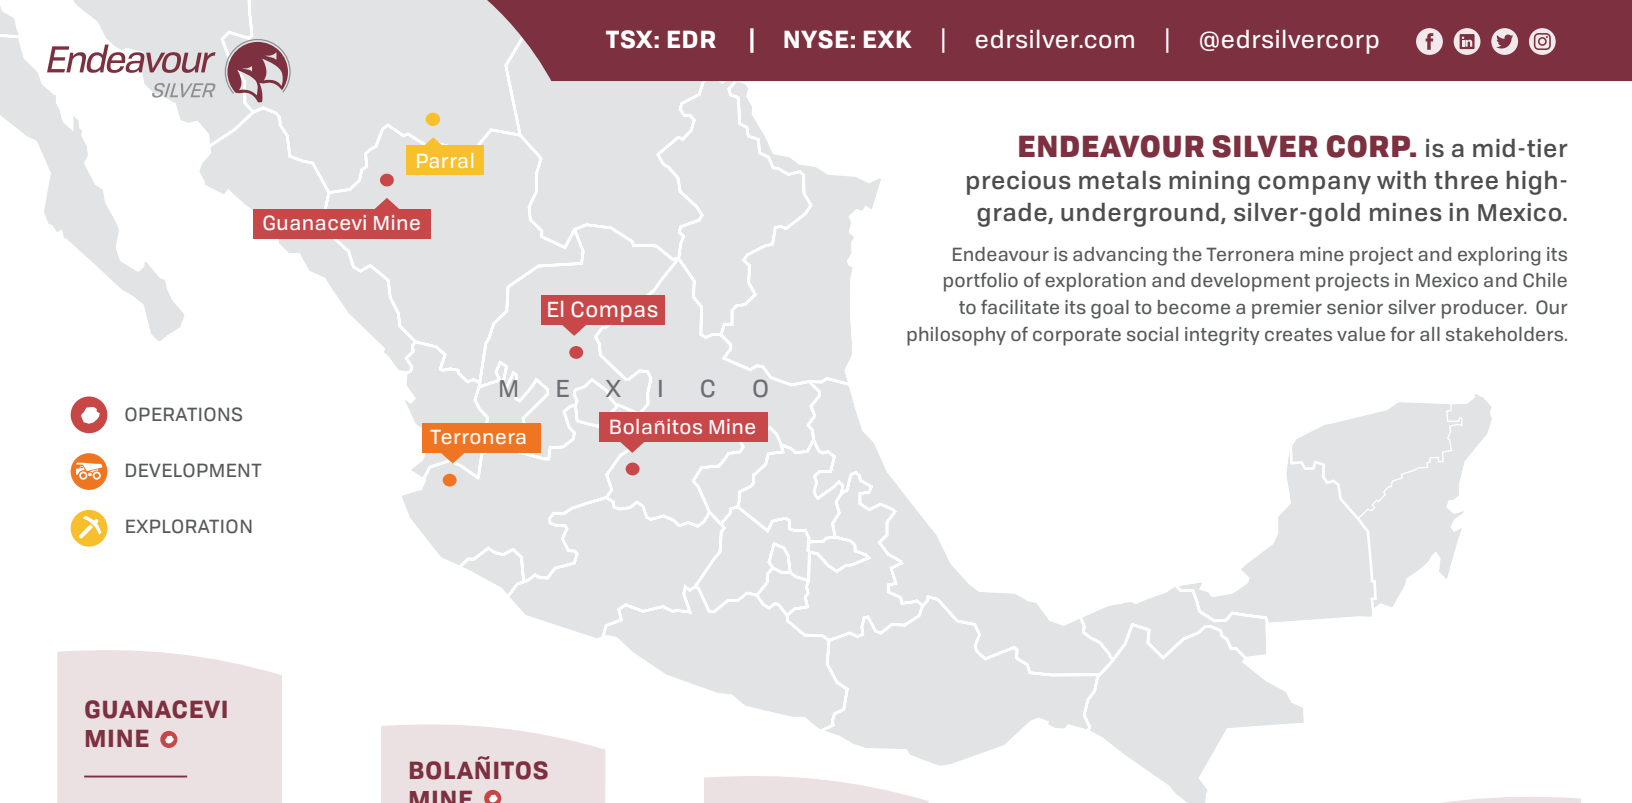 Endeavour
SILVER
TSX: EDR | NYSE: EXK | edrsilver.com | @edrsilvercorp
ENDEAVOUR SILVER CORP. is a mid-tier
precious metals mining company with three high-
grade, underground, silver-gold mines in Mexico.
Endeavour is advancing the Terronera mine project and exploring its
portfolio of exploration and development projects in Mexico and Chile
to facilitate its goal to become a premier senior silver producer. Our
philosophy of corporate social integrity creates value for all stakeholders.
Parral
Guanacevi Mine
El Compas
MEXICO
Terronera
Bolañitos Mine
OPERATIONS
DEVELOPMENT
EXPLORATION
GUANACEVI
MINE
BOLAÑITOS
MINE